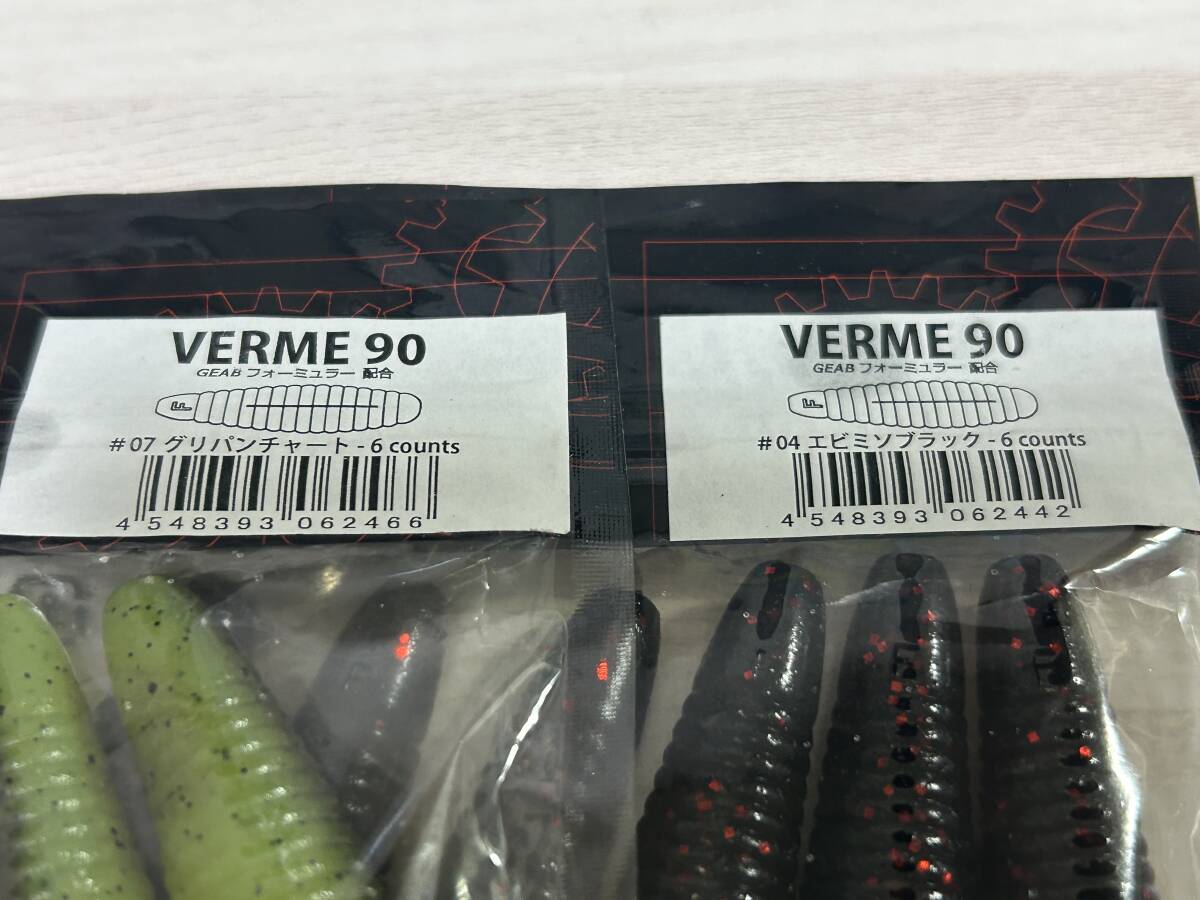 VERME 90
GEAB フォーミュラー 配合
F
#07 グリパンチャート - 6 counts
4 548393 062466
VERME 90
GEAB フォーミュラー 配合
F
#04 エビミソブラック - 6 counts
4 548393 062442